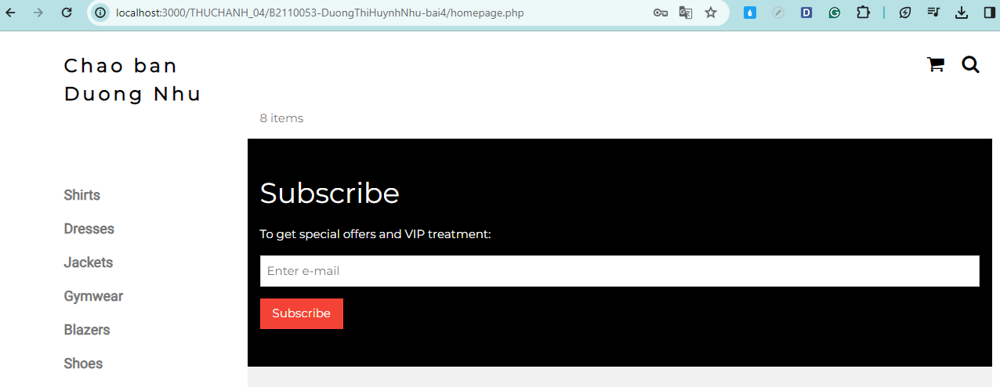 localhost:3000/THUCHANH_04/B2110053-DuongThiHuynhNhu-bai4/homepage.php
Chao ban
Duong Nhu
8 items
Shirts
Dresses
Jackets
Gymwear
Blazers
Shoes
Subscribe
To get special offers and VIP treatment:
Enter e-mail
Subscribe